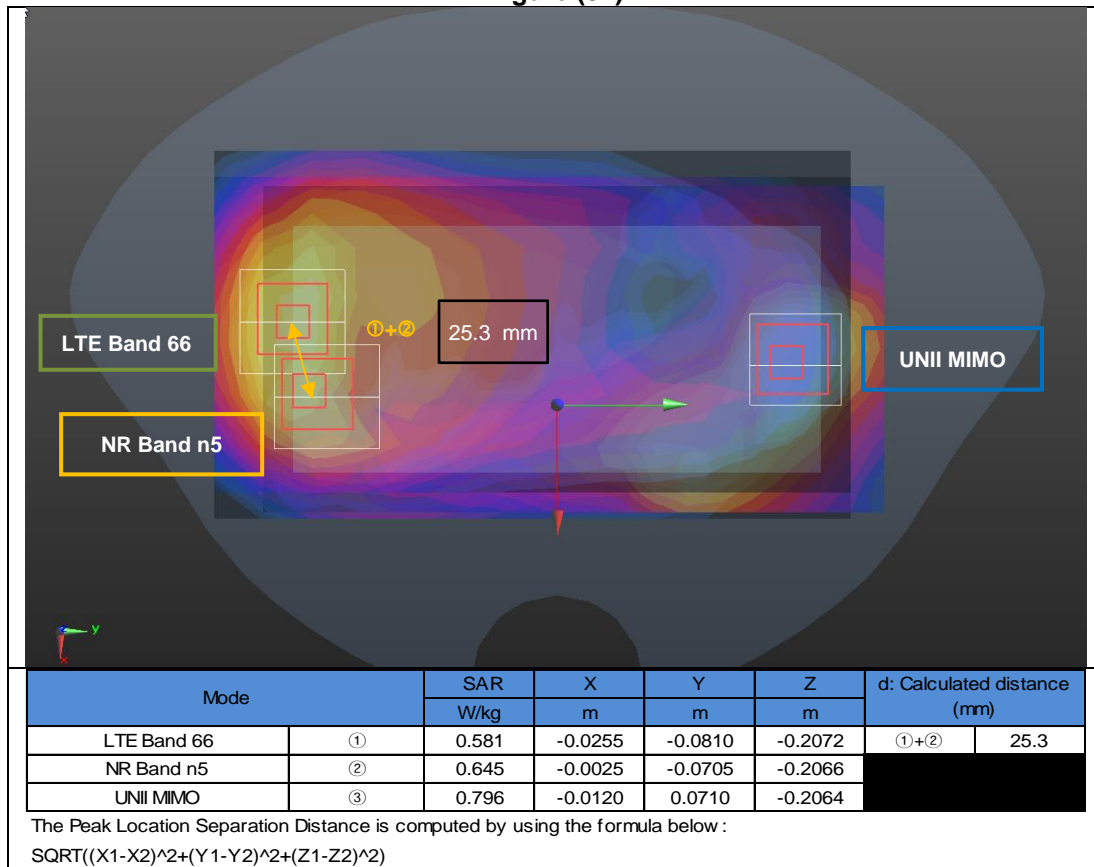 LTE Band 66
①+②
25.3 mm
UNII MIMO
NR Band n5
y
x
Mode SAR X Y Z d: Calculated distance (mm)
W/kg m m m
LTE Band 66 ① 0.581 -0.0255 -0.0810 -0.2072 ①+② 25.3
NR Band n5 ② 0.645 -0.0025 -0.0705 -0.2066
UNII MIMO ③ 0.796 -0.0120 0.0710 -0.2064
The Peak Location Separation Distance is computed by using the formula below :
SQRT((X1-X2)^2+(Y1-Y2)^2+(Z1-Z2)^2)